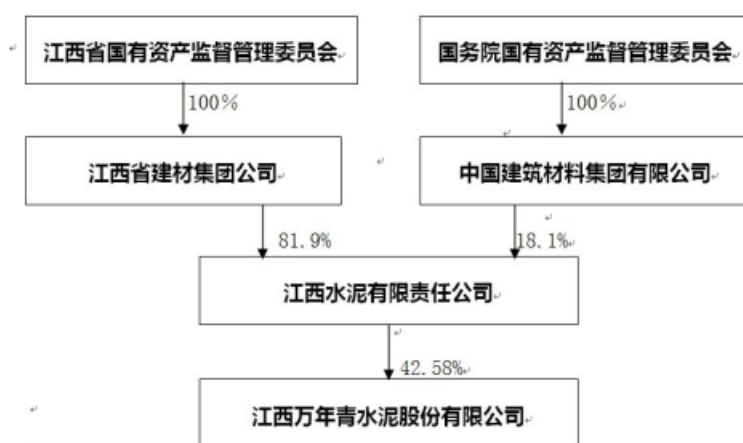 江西省国有资产监督管理委员会
国务院国有资产监督管理委员会
100%
100%
江西省建材集团公司
中国建筑材料集团有限公司
81.9%
18.1%
江西水泥有限责任公司
42.58%
江西万年青水泥股份有限公司